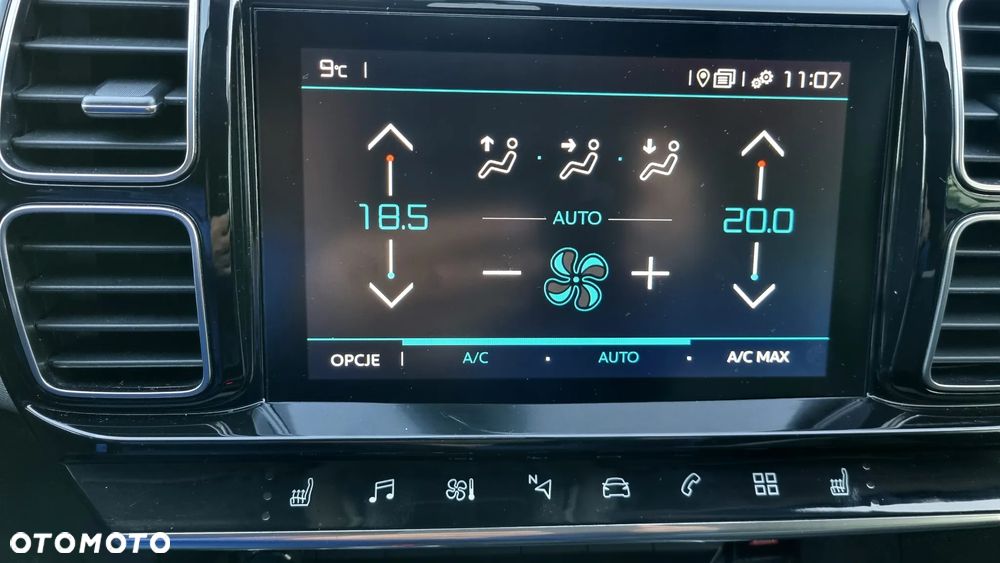 9°C
11:07
18.5
AUTO
20.0
OPCJE A/C AUTO A/C MAX
N
OTOMOTO